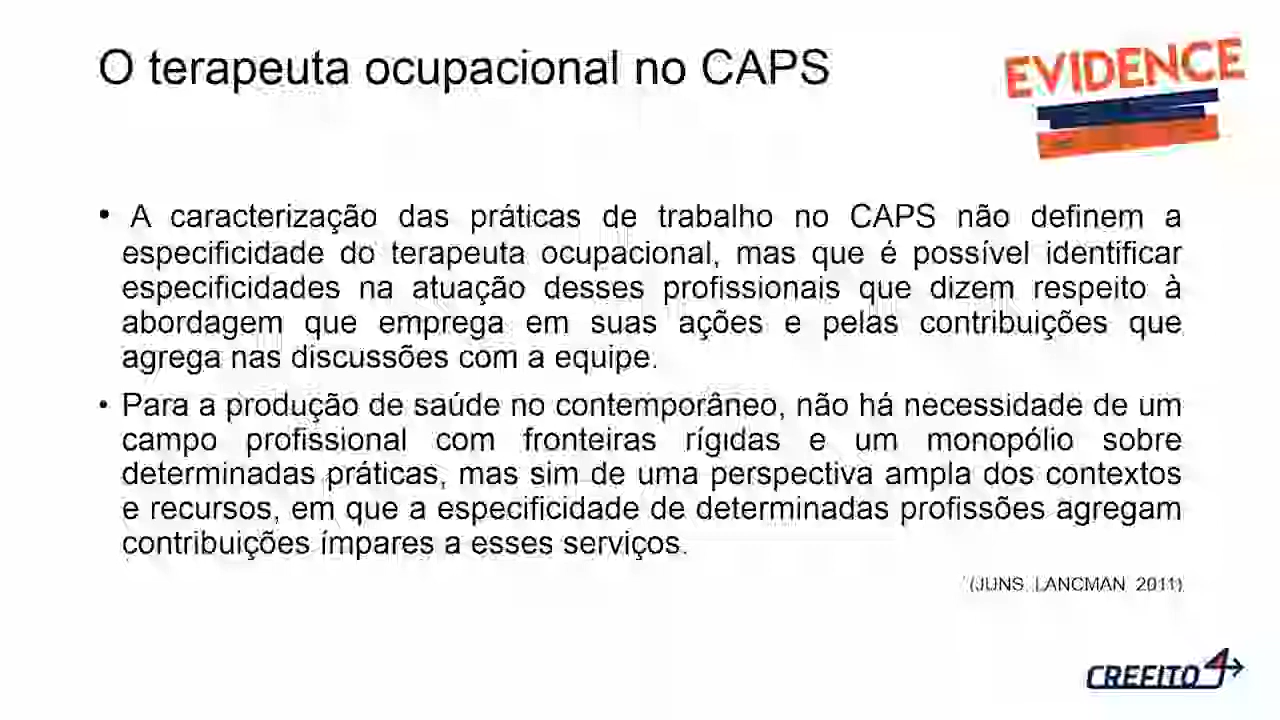 O terapeuta ocupacional no CAPS
EVIDENCE
• A caracterização das práticas de trabalho no CAPS não definem a
especificidade do terapeuta ocupacional, mas que é possível identificar
especificidades na atuação desses profissionais que dizem respeito à
abordagem que emprega em suas ações e pelas contribuições que
agrega nas discussões com a equipe.
• Para a produção de saúde no contemporâneo, não há necessidade de um
campo profissional com fronteiras rígidas e um monopólio sobre
determinadas práticas, mas sim de uma perspectiva ampla dos contextos
e recursos, em que a especificidade de determinadas profissões agregam
contribuições ímpares a esses serviços.
(JUNS, LANCMAN, 2011)
CREFITO4